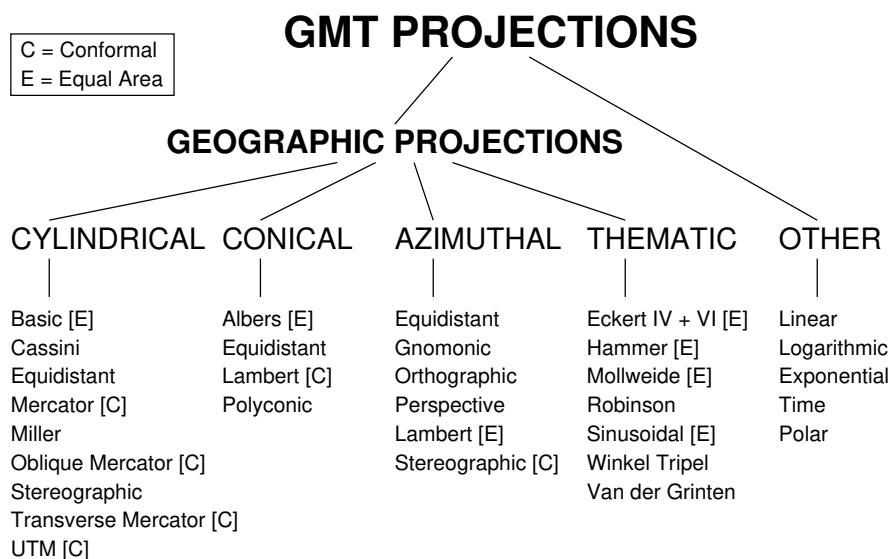 GMT PROJECTIONS
C = Conformal
E = Equal Area
GEOGRAPHIC PROJECTIONS
CYLINDRICAL
Basic [E]
Cassini
Equidistant
Mercator [C]
Miller
Oblique Mercator [C]
Stereographic
Transverse Mercator [C]
UTM [C]
CONICAL
Albers [E]
Equidistant
Lambert [C]
Polyconic
AZIMUTHAL
Equidistant
Gnomonic
Orthographic
Perspective
Lambert [E]
Stereographic [C]
THEMATIC
Eckert IV + VI [E]
Hammer [E]
Mollweide [E]
Robinson
Sinusoidal [E]
Winkel Tripel
Van der Grinten
OTHER
Linear
Logarithmic
Exponential
Time
Polar